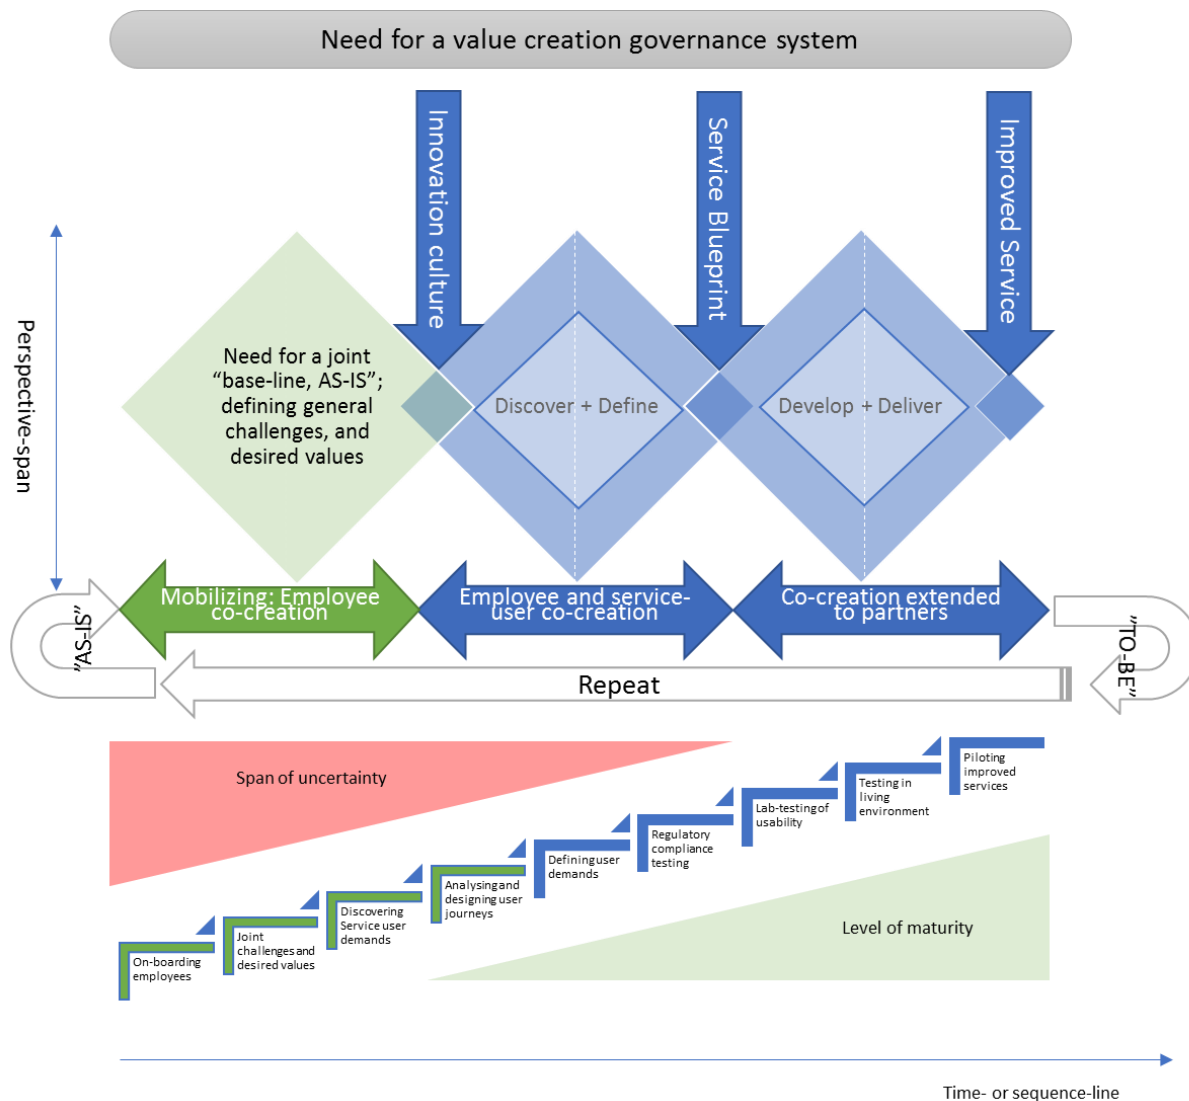 Need for a value creation governance system
Innovation culture
Service Blueprint
Improved Service
Perspective-span
Need for a joint
“base-line, AS-IS”;
defining general
challenges, and
desired values
Discover + Define
Develop + Deliver
Mobilizing: Employee
co-creation
Employee and service-
user co-creation
Co-creation extended
to partners
”AS-IS”
”TO-BE”
Repeat
Span of uncertainty
Piloting
improved
services
Testing in
living
environment
Lab-testing of
usability
Regulatory
compliance
testing
Defining user
demands
Analysing and
designing user
journeys
Discovering
Service user
demands
Joint
challenges and
desired values
On-boarding
employees
Level of maturity
Time- or sequence-line